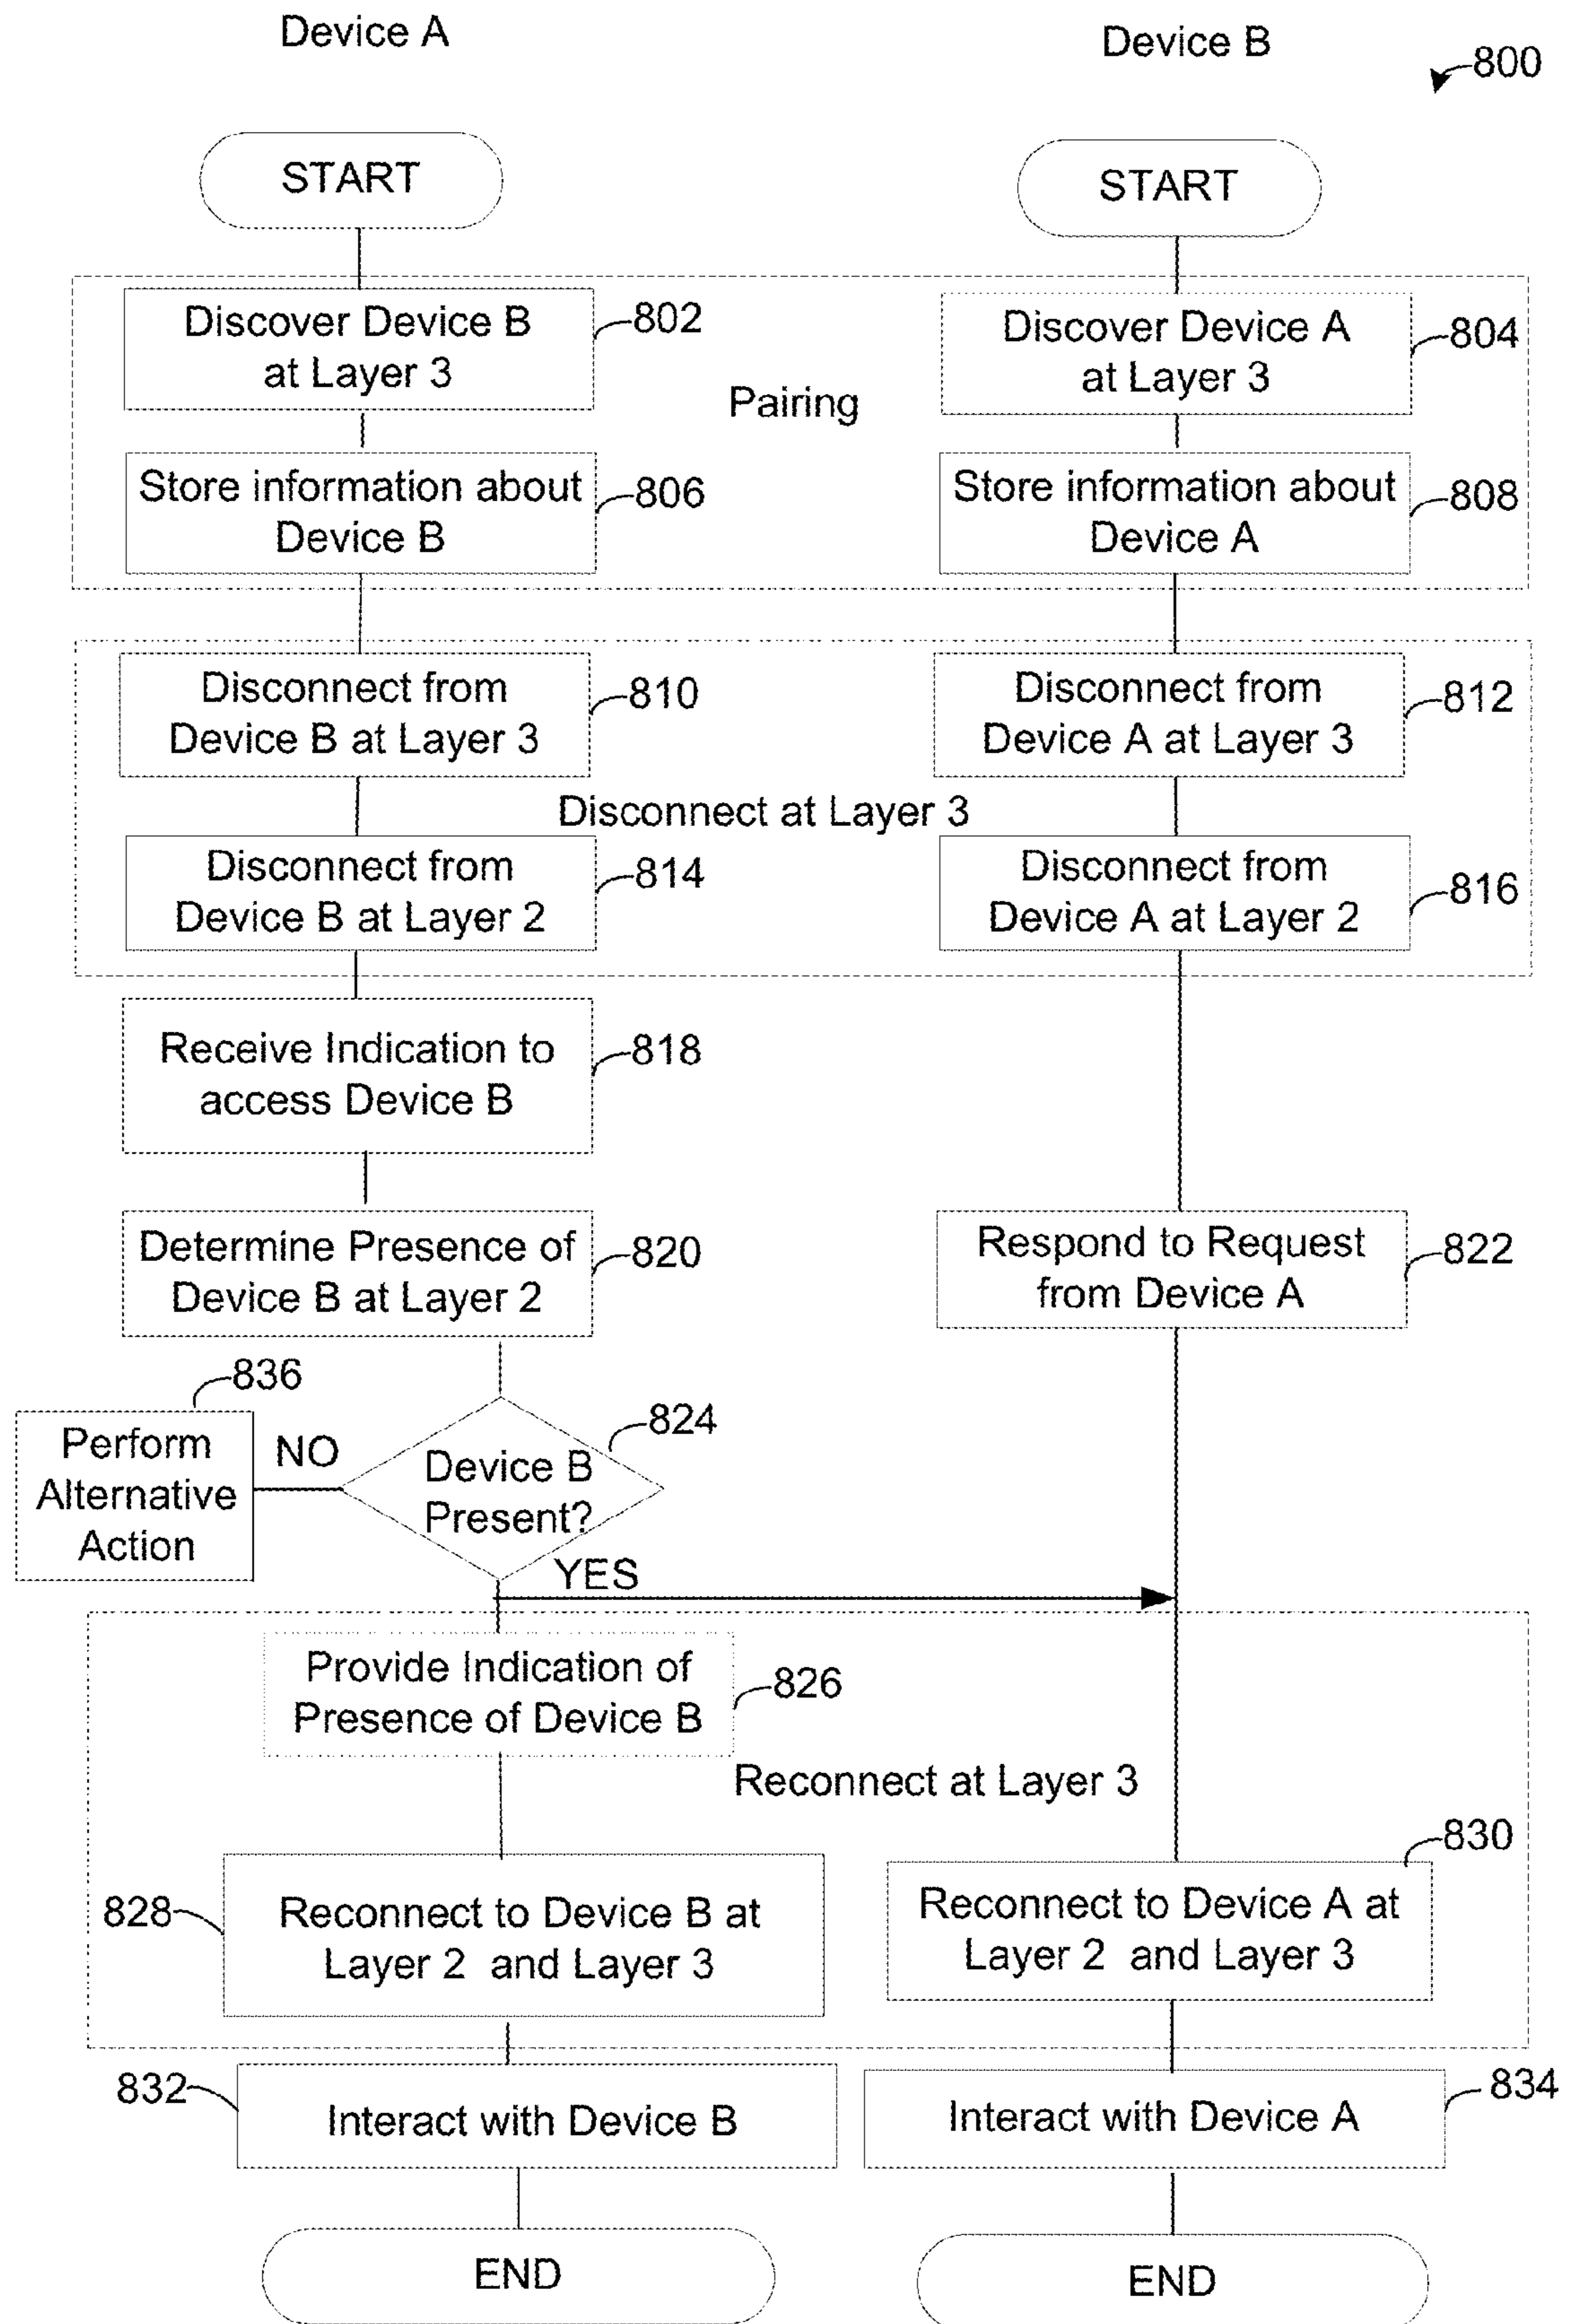 Device A
Device B
800
START
START
Discover Device B
at Layer 3
802
Discover Device A
at Layer 3
804
Pairing
Store information about
Device B
806
Store information about
Device A
808
Disconnect from
Device B at Layer 3
810
Disconnect from
Device A at Layer 3
812
Disconnect at Layer 3
Disconnect from
Device B at Layer 2
814
Disconnect from
Device A at Layer 2
816
Receive Indication to
access Device B
818
Determine Presence of
Device B at Layer 2
820
Respond to Request
from Device A
822
836
Perform
Alternative
Action
NO
Device B
Present?
824
YES
Provide Indication of
Presence of Device B
826
Reconnect at Layer 3
828
Reconnect to Device B at
Layer 2 and Layer 3
830
Reconnect to Device A at
Layer 2 and Layer 3
832
Interact with Device B
Interact with Device A
834
END
END